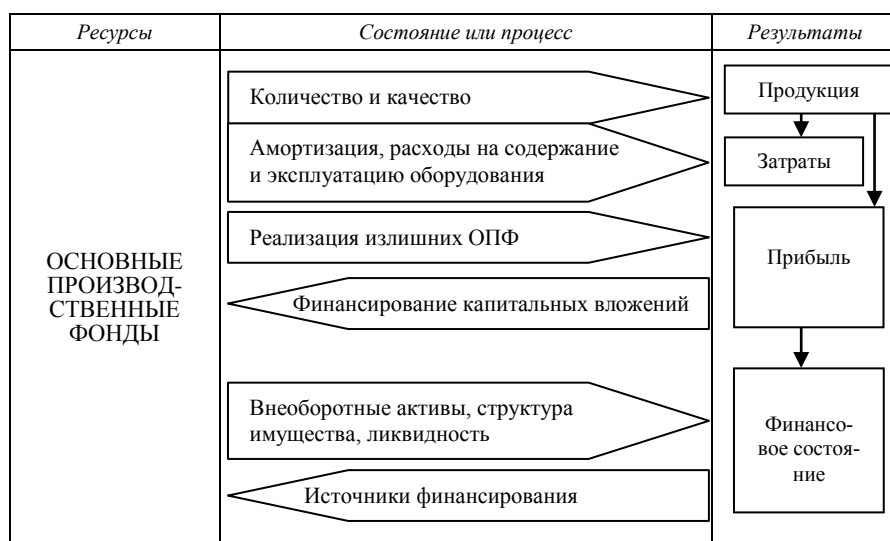 Ресурсы
Состояние или процесс
Результаты
ОСНОВНЫЕ
ПРОИЗВОД-
СТВЕННЫЕ
ФОНДЫ
Количество и качество
Амортизация, расходы на содержание
и эксплуатацию оборудования
Реализация излишних ОПФ
Финансирование капитальных вложений
Внеоборотные активы, структура
имущества, ликвидность
Источники финансирования
Продукция
Затраты
Прибыль
Финансо-
вое состоя-
ние